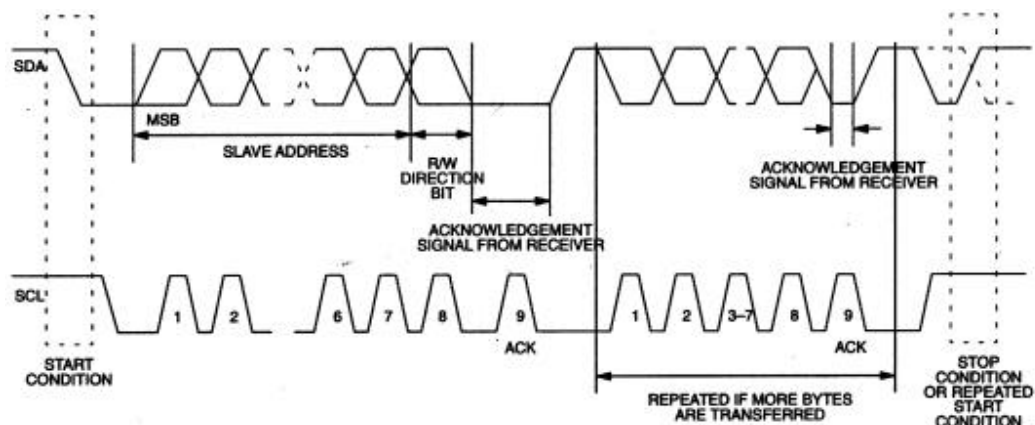 SDA
MSB
SLAVE ADDRESS
R/W
DIRECTION
BIT
ACKNOWLEDGEMENT
SIGNAL FROM RECEIVER
ACKNOWLEDGEMENT
SIGNAL FROM RECEIVER
SCL
1
2
6
7
8
9
ACK
1
2
3–7
8
9
ACK
START
CONDITION
REPEATED IF MORE BYTES
ARE TRANSFERRED
STOP
CONDITION
OR REPEATED
START
CONDITION